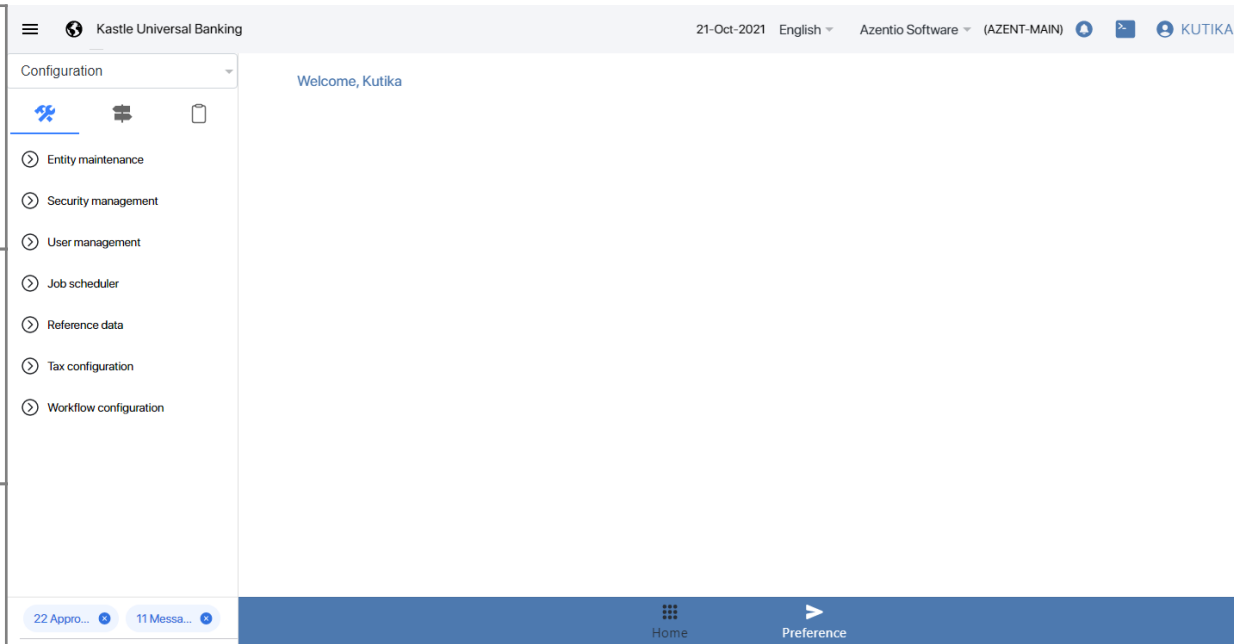 Kastle Universal Banking
21-Oct-2021 English Azentio Software (AZENT-MAIN) KUTIKA
Configuration
Welcome, Kutika
Entity maintenance
Security management
User management
Job scheduler
Reference data
Tax configuration
Workflow configuration
22 Appro... 11 Messa...
Home
Preference